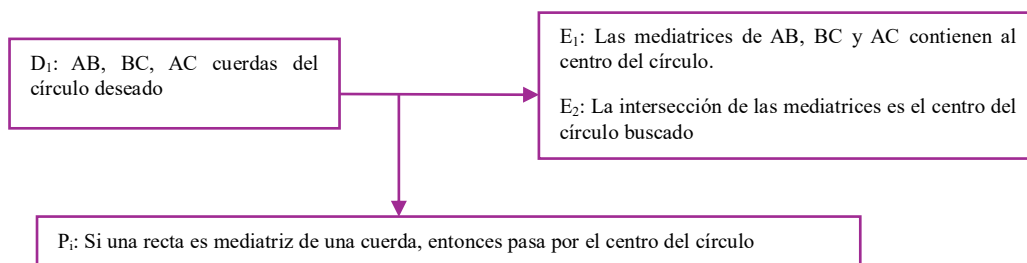 D₁: AB, BC, AC cuerdas del
círculo deseado
E₁: Las mediatrices de AB, BC y AC contienen al
centro del círculo.
E₂: La intersección de las mediatrices es el centro del
círculo buscado
Pᵢ: Si una recta es mediatriz de una cuerda, entonces pasa por el centro del círculo